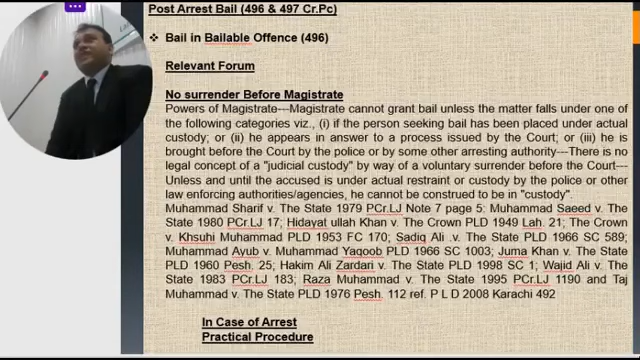 Post Arrest Bail (496 & 497 Cr.Pc)
❖ Bail in Bailable Offence (496)
Relevant Forum
No surrender Before Magistrate
Powers of Magistrate---Magistrate cannot grant bail unless the matter falls under one of
the following categories viz., (i) if the person seeking bail has been placed under actual
custody; or (ii) he appears in answer to a process issued by the Court; or (iii) he is
brought before the Court by the police or by some other arresting authority---There is no
legal concept of a "judicial custody" by way of a voluntary surrender before the Court---
Unless and until the accused is under actual restraint or custody by the police or other
law enforcing authorities/agencies, he cannot be construed to be in "custody".
Muhammad Sharif v. The State 1979 PCr.LJ Note 7 page 5; Muhammad Saeed v. The
State 1980 PCr.LJ 17; Hidayat ullah Khan v. The Crown PLD 1949 Lah. 21; The Crown
v. Khsuhi Muhammad PLD 1953 FC 170; Sadiq Ali .v. The State PLD 1966 SC 589;
Muhammad Ayub v. Muhammad Yaqoob PLD 1966 SC 1003; Juma Khan v. The State
PLD 1960 Pesh. 25; Hakim Ali Zardari v. The State PLD 1998 SC 1; Wajid Ali v. The
State 1983 PCr.LJ 183; Raza Muhammad v. The State 1995 PCr.LJ 1190 and Taj
Muhammad v. The State PLD 1976 Pesh. 112 ref. P L D 2008 Karachi 492
In Case of Arrest
Practical Procedure